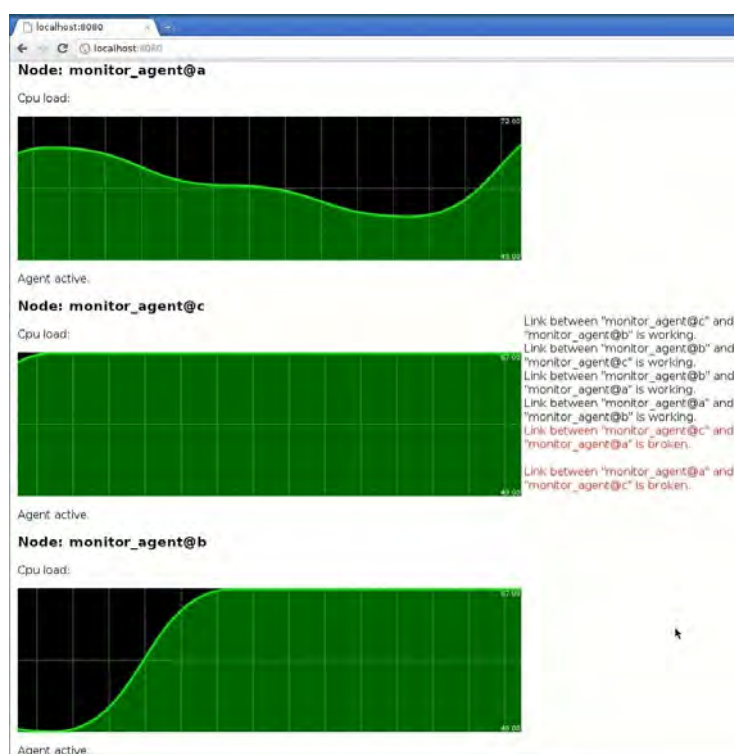 localhost:8080
localhost:8080
Node: monitor_agent@a
Cpu load:
Agent active.
Node: monitor_agent@c
Cpu load:
Agent active.
Link between "monitor_agent@c" and
"monitor_agent@b" is working.
Link between "monitor_agent@b" and
"monitor_agent@c" is working.
Link between "monitor_agent@b" and
"monitor_agent@a" is working.
Link between "monitor_agent@a" and
"monitor_agent@b" is working.
Link between "monitor_agent@c" and
"monitor_agent@a" is broken.
Link between "monitor_agent@a" and
"monitor_agent@c" is broken.
Node: monitor_agent@b
Cpu load:
Agent active.